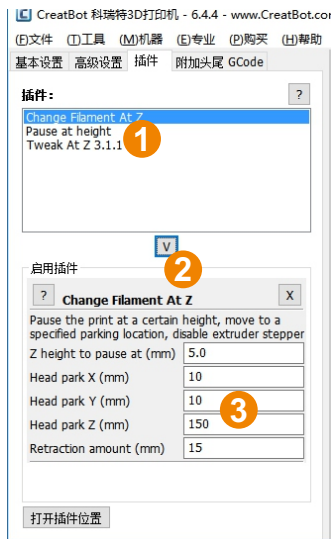 CreatBot 科瑞特3D打印机 - 6.4.4 - www.CreatBot.com
(F)文件 (T)工具 (M)机器 (E)专业 (P)购买 (H)帮助
基本设置 高级设置 插件 附加头尾 GCode
插件: ?
Change Filament At Z
Pause at height
Tweak At Z 3.1.1
1
V
2
启用插件
? Change Filament At Z X
Pause the print at a certain height, move to a
specified parking location, disable extruder stepper
Z height to pause at (mm) 5.0
Head park X (mm) 10
Head park Y (mm) 10
Head park Z (mm) 150
3
Retraction amount (mm) 15
打开插件位置